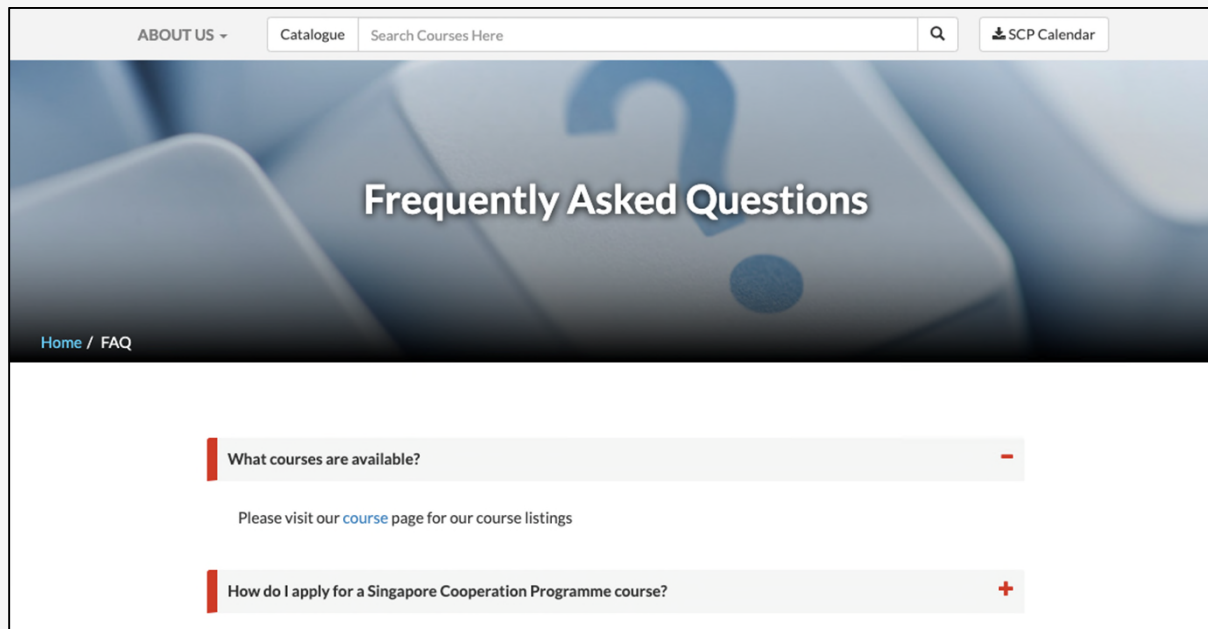 ABOUT US
Catalogue
Search Courses Here
SCP Calendar
?
Frequently Asked Questions
Home / FAQ
What courses are available?
Please visit our course page for our course listings
How do I apply for a Singapore Cooperation Programme course?